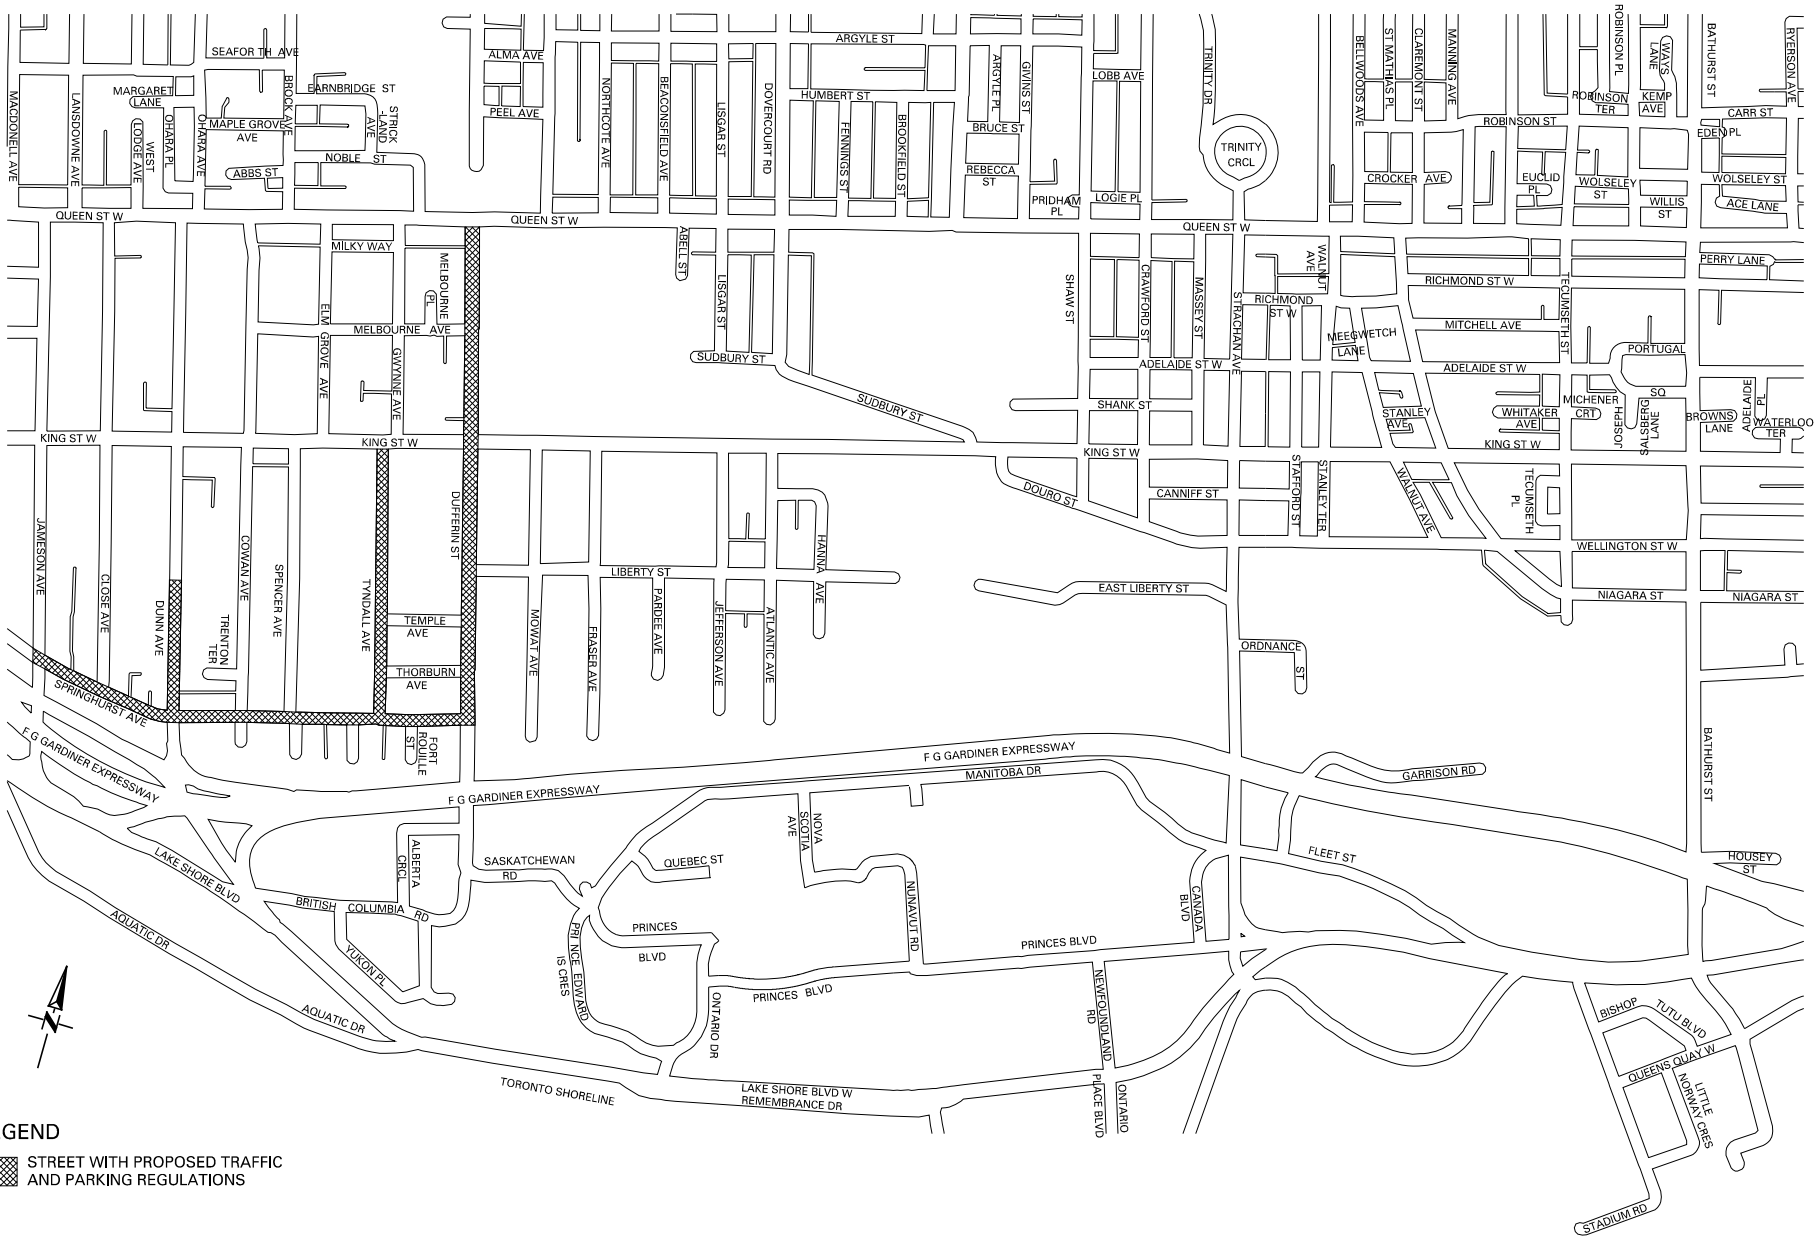 SEAFOR TH AVE
ALMA AVE
ARGYLE ST
MARGARET
LANE
EARNBRIDGE ST
HUMBERT ST
LOBB AVE
ROBINSON
TER
KEMP
AVE
PEEL AVE
CARR ST
MACDONELL AVE
LANSDOWNE AVE
LODGE AVE
WEST
OHARA PL
OHARA AVE
MAPLE GROVE
AVE
BROCK AVE
STRICK
-LAND
AVE
NOBLE ST
ABBS ST
NORTHCOTE AVE
BEACONSFIELD AVE
LISGAR ST
DOVERCOURT RD
FENNINGS ST
BROOKFIELD ST
ARGYLE PL
GIVINS ST
BRUCE ST
REBECCA
ST
PRIDHAM
PL
LOGIE PL
TRINITY DR
TRINITY
CRCL
BELLWOODS AVE
ST MATHIAS PL
CLAREMONT ST
MANNING AVE
ROBINSON PL
WAYS
LANE
BATHURST ST
RYERSON AVE
ROBINSON ST
EDEN PL
CROCKER AVE
EUCLID
PL
WOLSELEY
ST
WOLSELEY ST
WILLIS
ST
ACE LANE
QUEEN ST W
QUEEN ST W
QUEEN ST W
MILKY WAY
MELBOURNE
PL
ABELL ST
LISGAR ST
SHAW ST
CRAWFORD ST
MASSEY ST
STRACHAN AVE
WALNUT
AVE
PERRY LANE
RICHMOND
ST W
RICHMOND ST W
TECUMSETH ST
ELM
GROVE AVE
MELBOURNE AVE
GWYNNE AVE
MITCHELL AVE
MEEGWETCH
LANE
PORTUGAL
SQ
SUDBURY ST
ADELAIDE ST W
ADELAIDE ST W
SUDBURY ST
SHANK ST
STANLEY
AVE
WHITAKER
AVE
MICHENER
CRT
JOSEPH
SALSBERG
LANE
BROWNS
LANE
ADELAIDE
PL
WATERLOO
TER
KING ST W
KING ST W
KING ST W
KING ST W
DOURO ST
CANNIFF ST
STAFFORD ST
STANLEY TER
WALNUT AVE
TECUMSETH
PL
JAMESON AVE
CLOSE AVE
DUNN AVE
TRENTON
TER
COWAN AVE
SPENCER AVE
TYNDALL AVE
DUFFERIN ST
HANNA AVE
WELLINGTON ST W
LIBERTY ST
EAST LIBERTY ST
NIAGARA ST
NIAGARA ST
TEMPLE
AVE
THORBURN
AVE
MOWAT AVE
FRASER AVE
PARDEE AVE
JEFFERSON AVE
ATLANTIC AVE
ORDNANCE
ST
SPRINGHURST AVE
FORT
ROUILLE
ST
BATHURST ST
F G GARDINER EXPRESSWAY
F G GARDINER EXPRESSWAY
F G GARDINER EXPRESSWAY
MANITOBA DR
GARRISON RD
NOVA
SCOTIA
AVE
FLEET ST
HOUSEY
ST
LAKE SHORE BLVD
ALBERTA
CRCL
SASKATCHEWAN
RD
QUEBEC ST
NUNAVUT RD
CANADA
BLVD
BRITISH COLUMBIA RD
YUKON PL
AQUATIC DR
AQUATIC DR
PRI NCE EDWARD
IS CRES
PRINCES
BLVD
PRINCES BLVD
PRINCES BLVD
ONTARIO DR
NEWFOUNDLAND
RD
BISHOP
TUTU BLVD
QUEENS QUAY W
LITTLE
NORWAY CRES
STADIUM RD
N
TORONTO SHORELINE
LAKE SHORE BLVD W
REMEMBRANCE DR
ONTARIO
PLACE BLVD
GEND
STREET WITH PROPOSED TRAFFIC
AND PARKING REGULATIONS